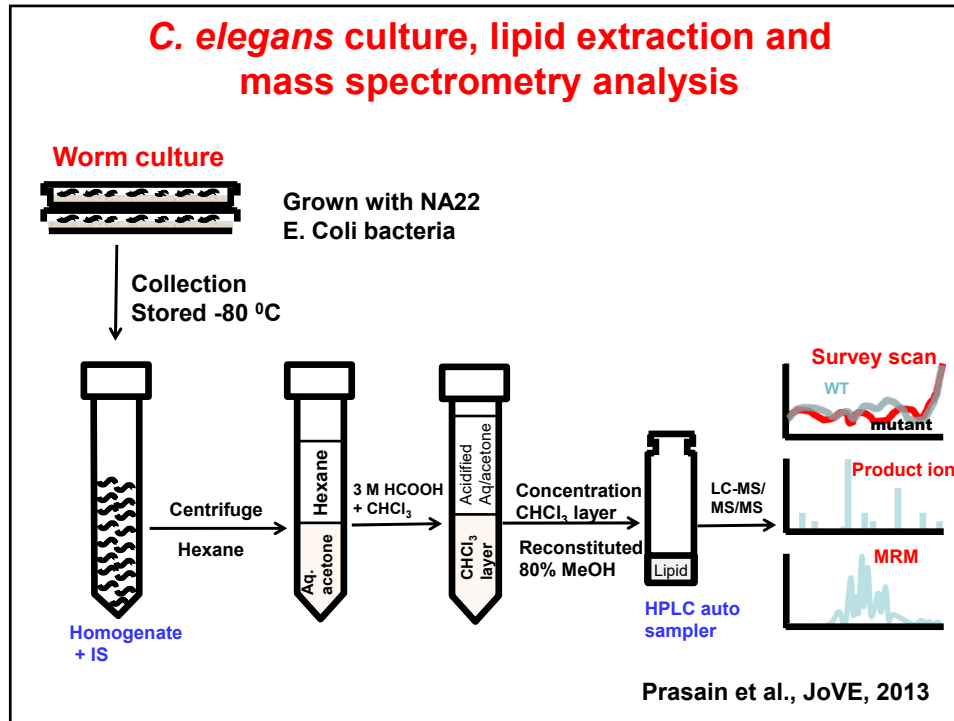 C. elegans culture, lipid extraction and
mass spectrometry analysis
Worm culture
Grown with NA22
E. Coli bacteria
Collection
Stored -80 ⁰C
Homogenate
+ IS
Centrifuge
Hexane
Hexane
Aq.
acetone
3 M HCOOH
+ CHCl₃
Acidified
Aq/acetone
CHCl₃
layer
Concentration
CHCl₃ layer
Reconstituted
80% MeOH
Lipid
HPLC auto
sampler
LC-MS/
MS/MS
Survey scan
WT
mutant
Product ion
MRM
Prasain et al., JoVE, 2013